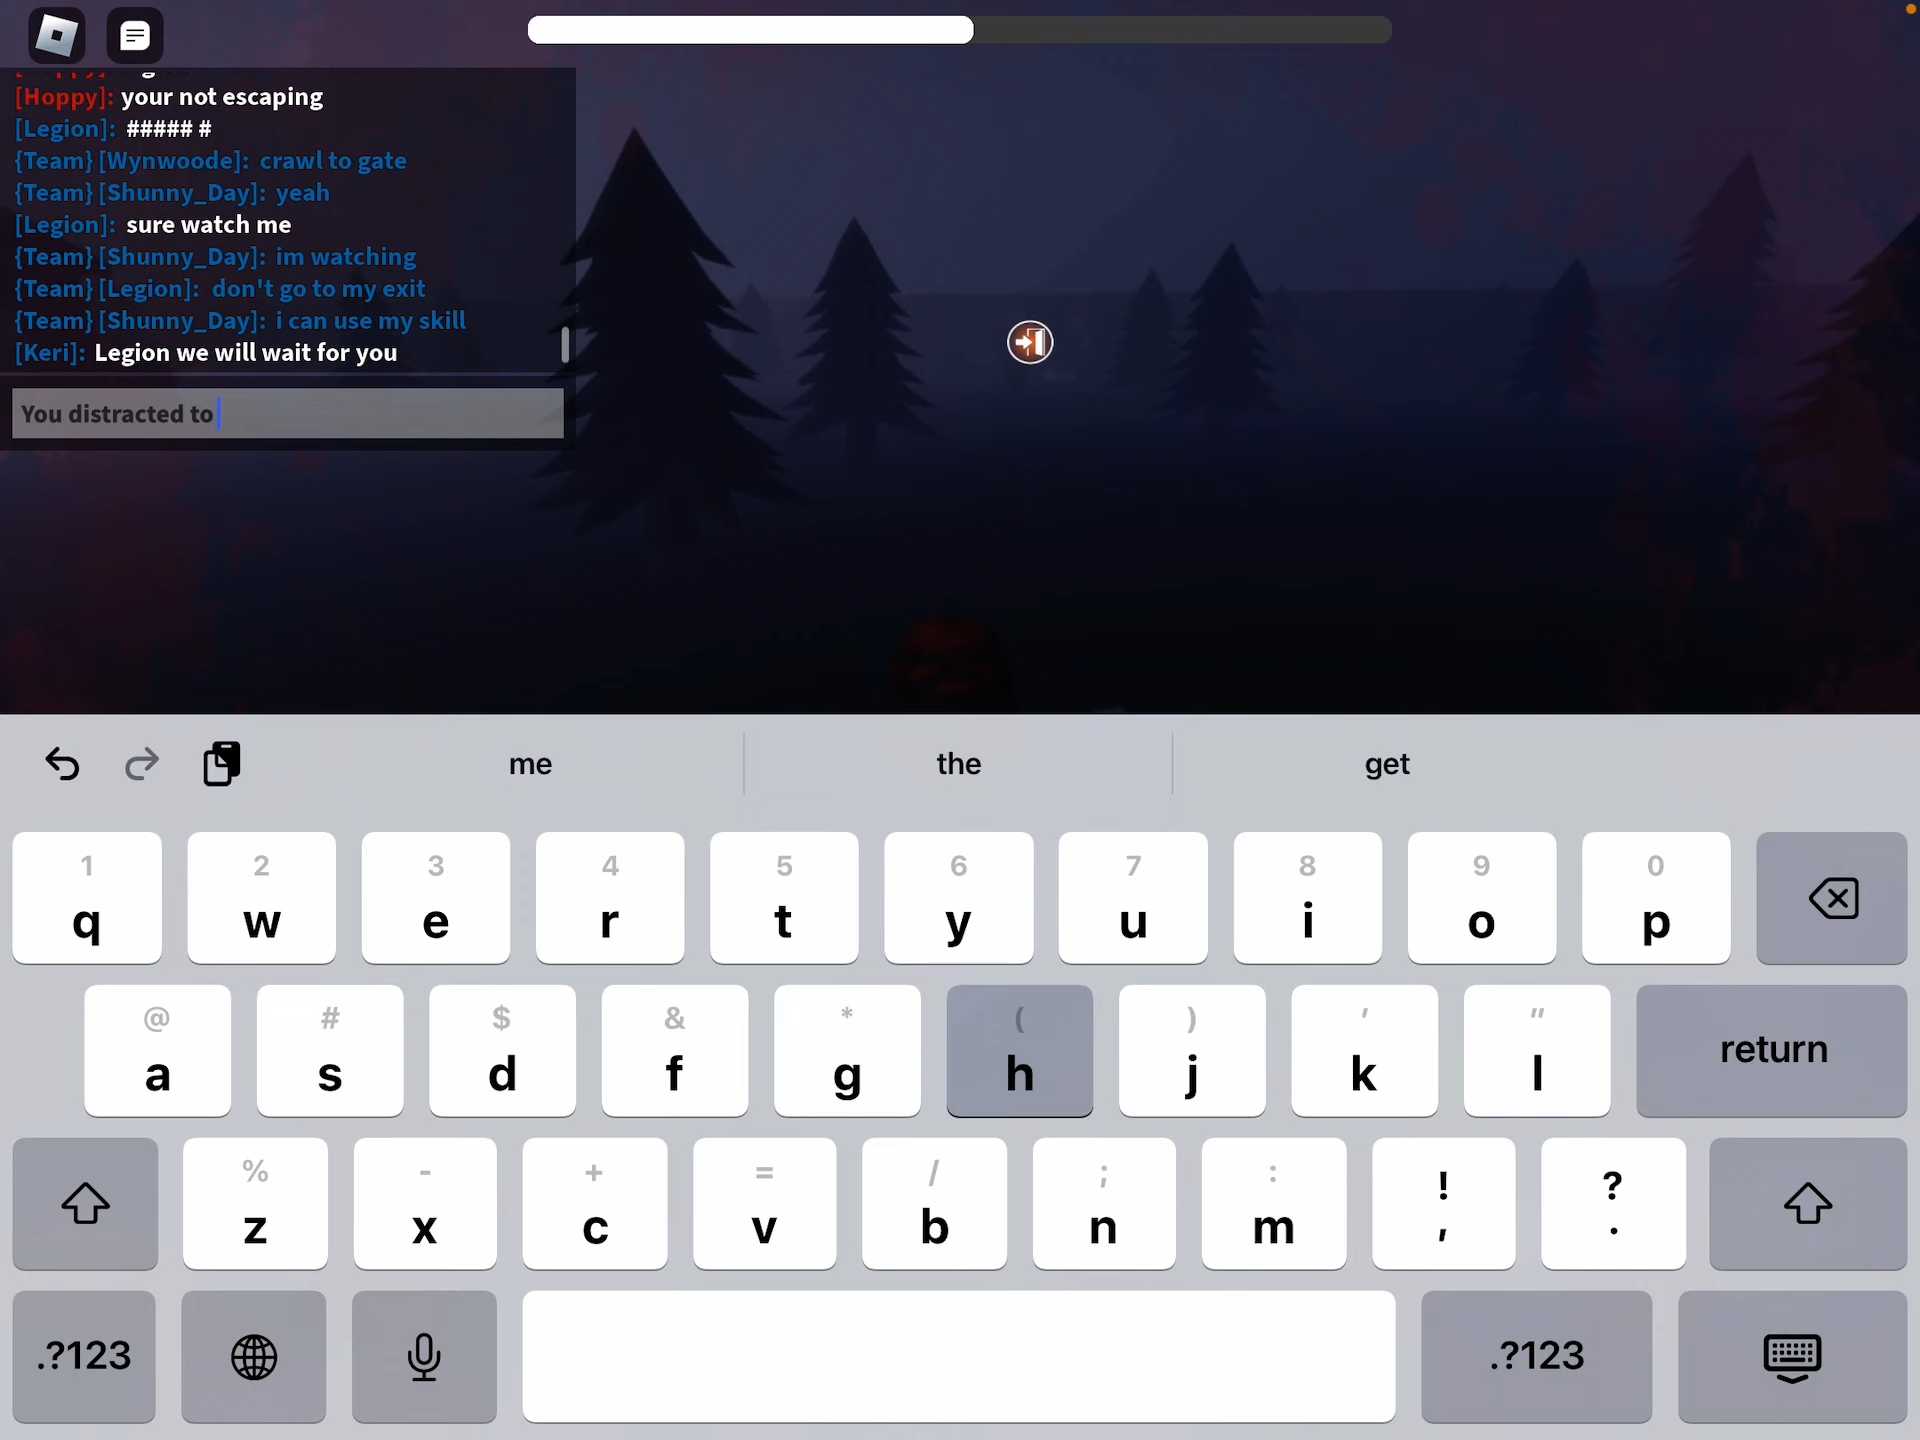 [Hoppy]: your not escaping
[Legion]: ##### #
{Team} [Wynwoode]: crawl to gate
{Team} [Shunny_Day]: yeah
[Legion]: sure watch me
{Team} [Shunny_Day]: im watching
{Team} [Legion]: don't go to my exit
{Team} [Shunny_Day]: i can use my skill
[Keri]: Legion we will wait for you
You distracted to
me the get
1 2 3 4 5 6 7 8 9 0
q w e r t y u i o p
@ # $ & * ( ) ' "
a s d f g h j k l return
% - + = / ; : ! ?
z x c v b n m , .
.?123 .?123